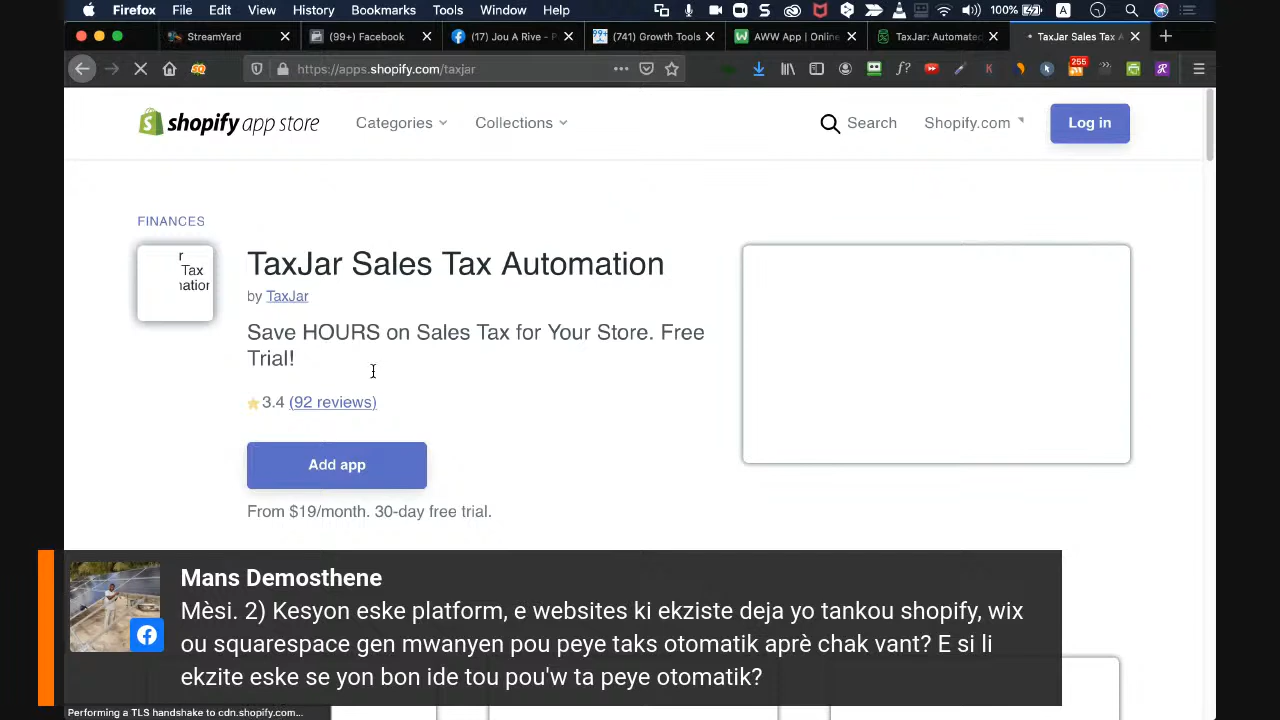 Firefox File Edit View History Bookmarks Tools Window Help 100%
StreamYard
(99+) Facebook
(17) Jou A Rive - P
(741) Growth Tools
AWW App | Online
TaxJar: Automated
TaxJar Sales Tax A
https://apps.shopify.com/taxjar
255
shopify app store
Categories
Collections
Search
Shopify.com
Log in
FINANCES
r
Tax
TaxJar Sales Tax Automation
by TaxJar
Save HOURS on Sales Tax for Your Store. Free
Trial!
3.4 (92 reviews)
Add app
From $19/month. 30-day free trial.
Mans Demosthene
Mèsi. 2) Kesyon eske platform, e websites ki ekziste deja yo tankou shopify, wix
ou squarespace gen mwanyen pou peye taks otomatik aprè chak vant? E si li
ekzite eske se yon bon ide tou pou'w ta peye otomatik?
Performing a TLS handshake to cdn.shopify.com...